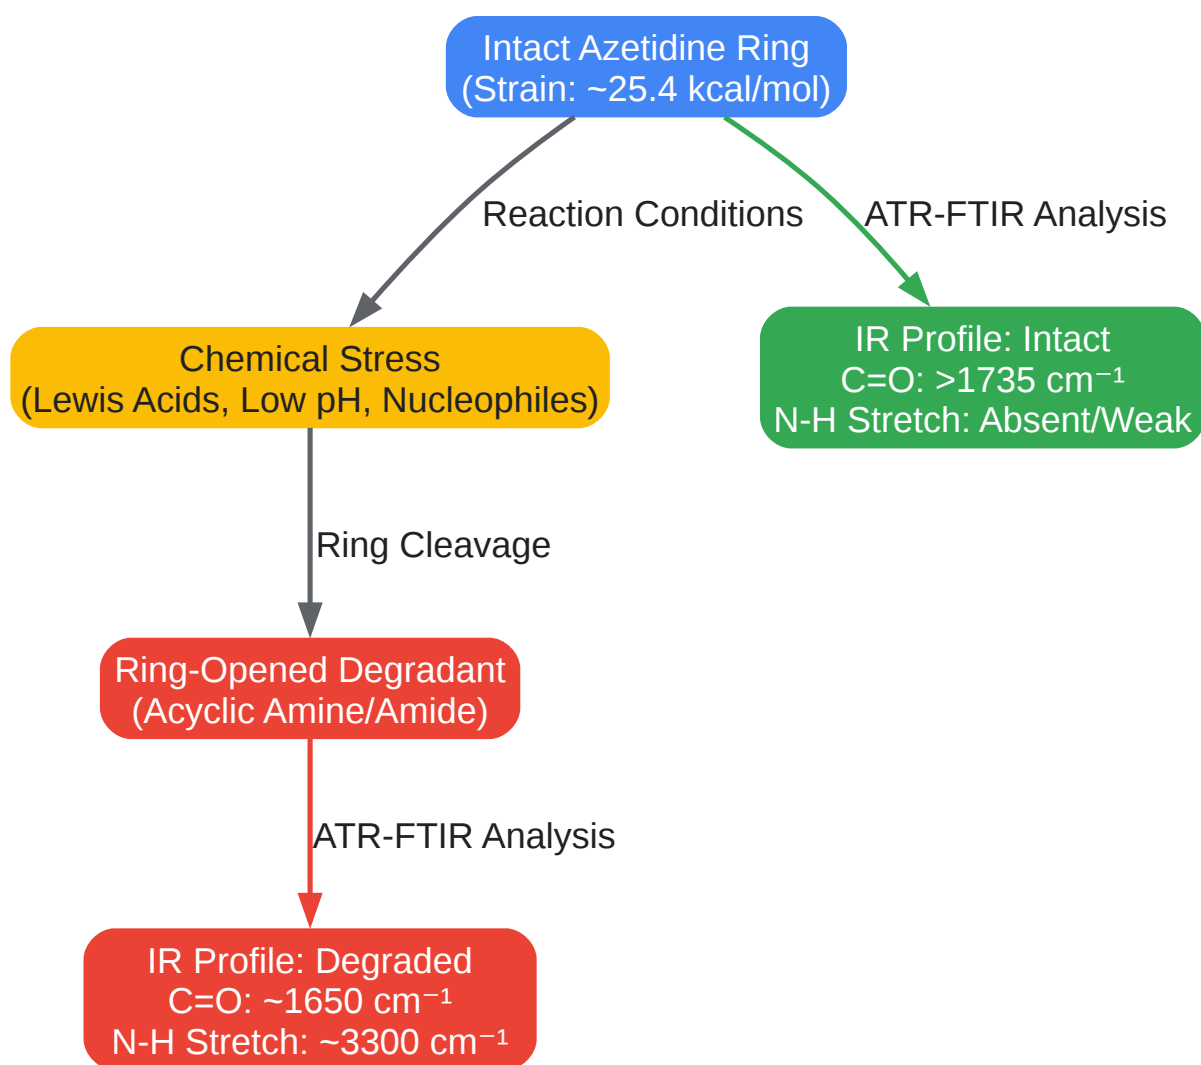 Intact Azetidine Ring
(Strain: ~25.4 kcal/mol)
Reaction Conditions
ATR-FTIR Analysis
Chemical Stress
(Lewis Acids, Low pH, Nucleophiles)
IR Profile: Intact
C=O: >1735 cm⁻¹
N-H Stretch: Absent/Weak
Ring Cleavage
Ring-Opened Degradant
(Acyclic Amine/Amide)
ATR-FTIR Analysis
IR Profile: Degraded
C=O: ~1650 cm⁻¹
N-H Stretch: ~3300 cm⁻¹